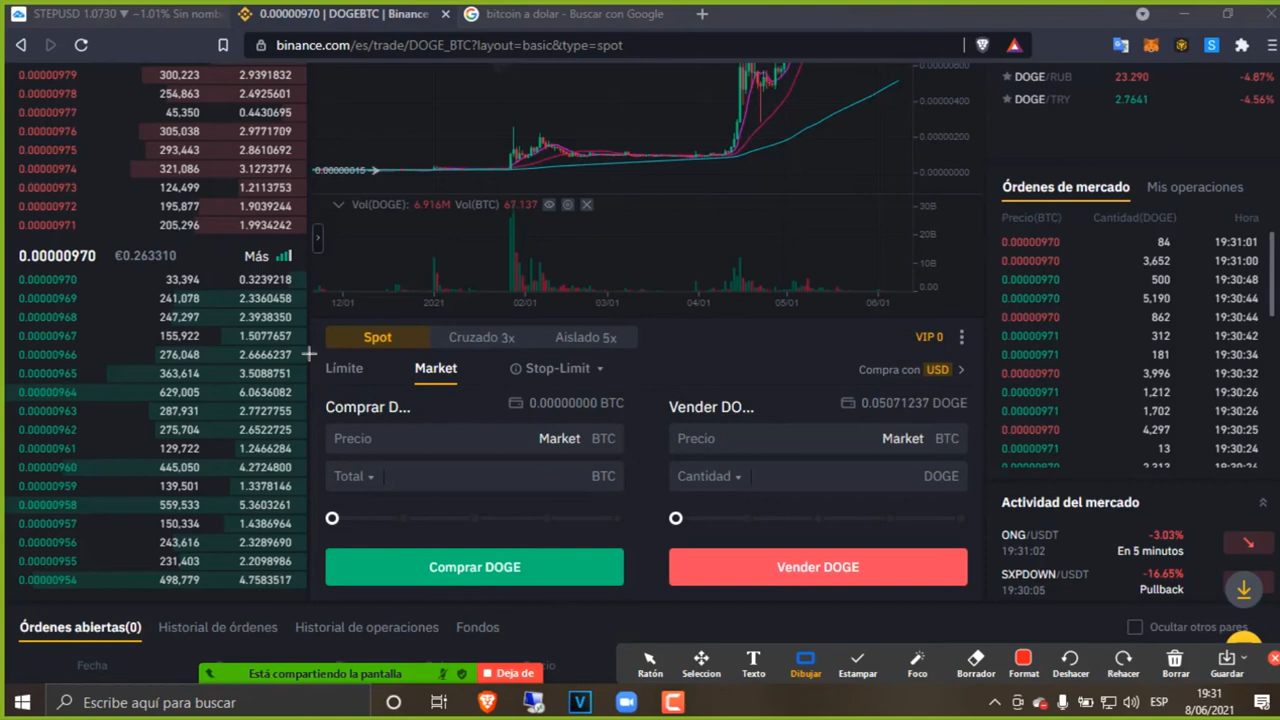 STEPUSD 1.0730 ▼ −1.01% Sin nomb
0.00000970 | DOGEBTC | Binance
bitcoin a dolar - Buscar con Google
binance.com/es/trade/DOGE_BTC?layout=basic&type=spot
0.00000979 300,223 2.9391832
0.00000978 254,863 2.4925601
0.00000977 45,350 0.4430695
0.00000976 305,038 2.9771709
0.00000975 293,443 2.8610692
0.00000974 321,086 3.1273776
0.00000973 124,499 1.2113753
0.00000972 195,877 1.9039244
0.00000971 205,296 1.9934242
0.00000970 €0.263310 Más
0.00000970 33,394 0.3239218
0.00000969 241,078 2.3360458
0.00000968 247,297 2.3938350
0.00000967 155,922 1.5077657
0.00000966 276,048 2.6666237
0.00000965 363,614 3.5088751
0.00000964 629,005 6.0636082
0.00000963 287,931 2.7727755
0.00000962 275,704 2.6522725
0.00000961 129,722 1.2466284
0.00000960 445,050 4.2724800
0.00000959 139,501 1.3378146
0.00000958 559,533 5.3603261
0.00000957 150,334 1.4386964
0.00000956 243,616 2.3289690
0.00000955 231,403 2.2098986
0.00000954 498,779 4.7583517
0.00000600
0.00000400
0.00000200
0.00000000
0.00000015
Vol(DOGE): 6.916M Vol(BTC) 67.137
30B
20B
10B
0.00
12/01 2021 02/01 03/01 04/01 05/01 06/01
Spot Cruzado 3x Aislado 5x VIP 0
Límite Market Stop-Limit Compra con USD
Comprar D... 0.00000000 BTC
Precio Market BTC
Total BTC
Comprar DOGE
Vender DO... 0.05071237 DOGE
Precio Market BTC
Cantidad DOGE
Vender DOGE
DOGE/RUB 23.290 -4.87%
DOGE/TRY 2.7641 -4.56%
Órdenes de mercado Mis operaciones
Precio(BTC) Cantidad(DOGE) Hora
0.00000970 84 19:31:01
0.00000970 3,652 19:31:00
0.00000970 500 19:30:48
0.00000970 5,190 19:30:44
0.00000970 862 19:30:44
0.00000971 312 19:30:42
0.00000971 181 19:30:34
0.00000970 3,996 19:30:32
0.00000971 1,212 19:30:26
0.00000971 1,702 19:30:26
0.00000970 4,297 19:30:25
0.00000971 13 19:30:24
0.00000970 2,313 19:30:24
Actividad del mercado
ONG/USDT -3.03%
19:31:02 En 5 minutos
SXPDOWN/USDT -16.65%
19:30:05 Pullback
Órdenes abiertas(0) Historial de órdenes Historial de operaciones Fondos
Ocultar otros pares
Fecha
Está compartiendo la pantalla Deja de
Ratón Selección Texto Dibujar Estampar Foco Borrador Format Deshacer Rehacer Borrar Guardar
Escribe aquí para buscar
ESP
19:31
8/06/2021